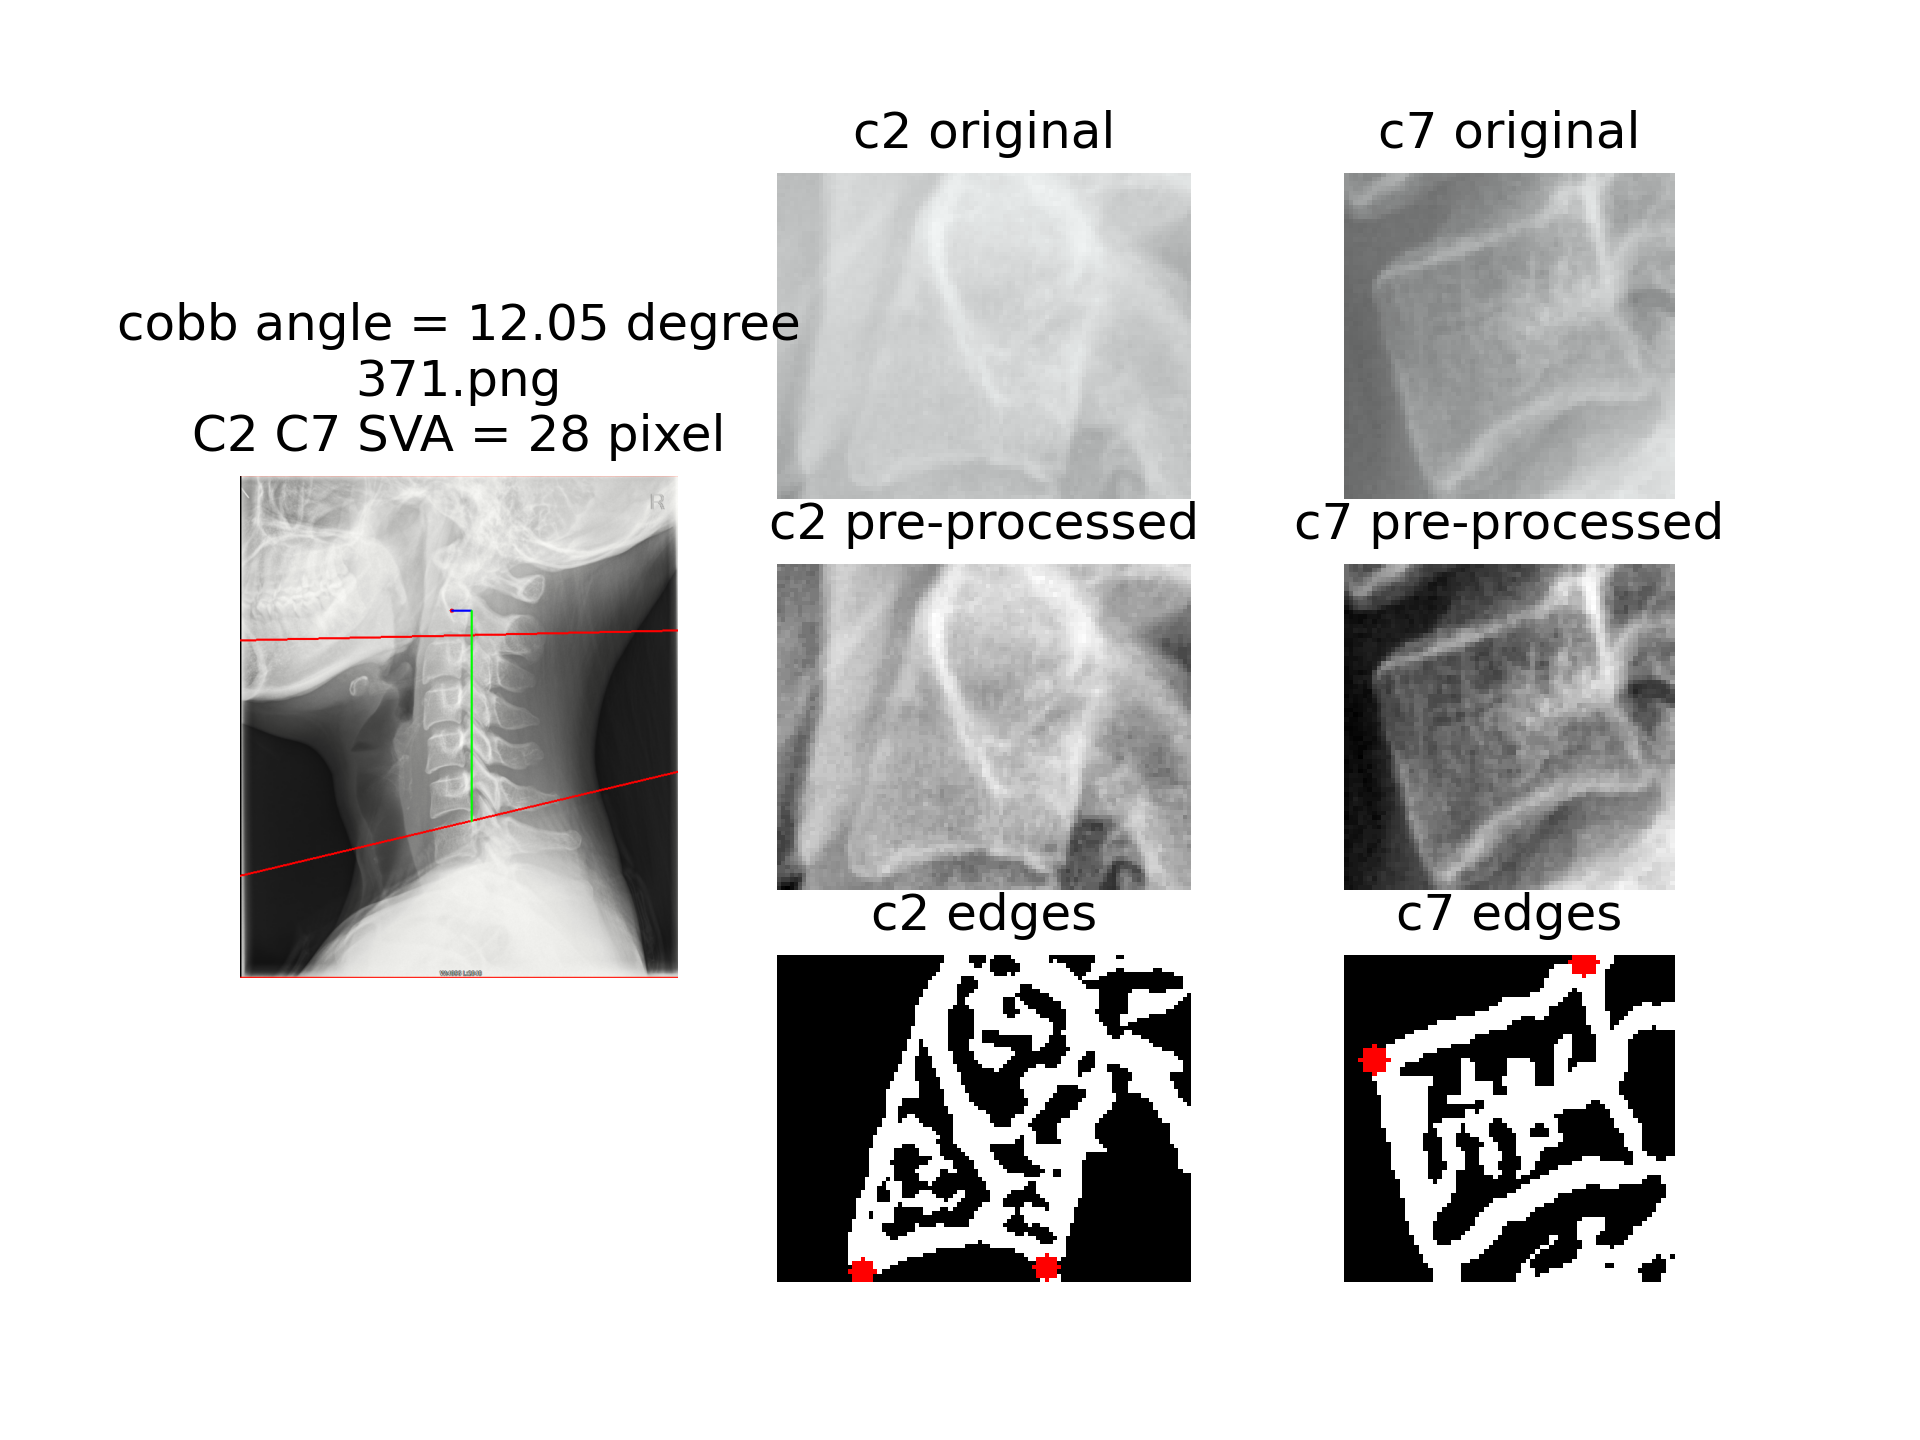 cobb angle = 12.05 degree
371.png
C2 C7 SVA = 28 pixel
R
c2 original
c7 original
c2 pre-processed
c7 pre-processed
c2 edges
c7 edges